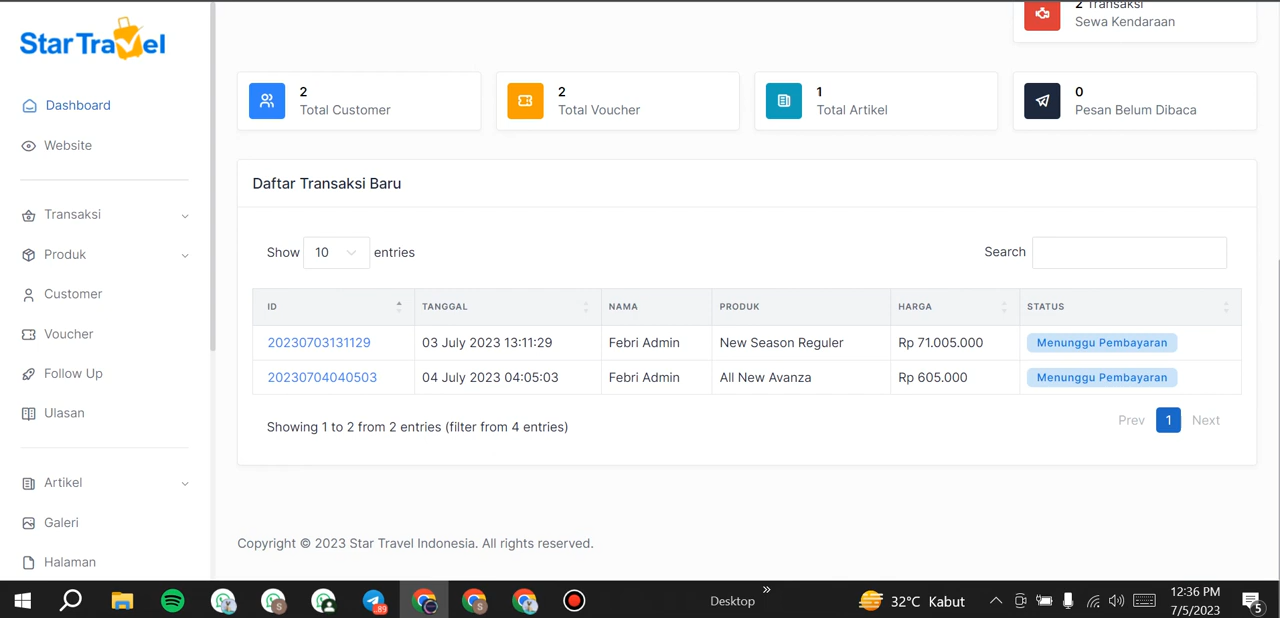 Star Travel
Dashboard
Website
Transaksi
Produk
Customer
Voucher
Follow Up
Ulasan
Artikel
Galeri
Halaman
2 Transaksi
Sewa Kendaraan
2
Total Customer
2
Total Voucher
1
Total Artikel
0
Pesan Belum Dibaca
Daftar Transaksi Baru
Show 10 entries
Search
ID TANGGAL NAMA PRODUK HARGA STATUS
20230703131129 03 July 2023 13:11:29 Febri Admin New Season Reguler Rp 71.005.000 Menunggu Pembayaran
20230704040503 04 July 2023 04:05:03 Febri Admin All New Avanza Rp 605.000 Menunggu Pembayaran
Showing 1 to 2 from 2 entries (filter from 4 entries)
Prev 1 Next
Copyright © 2023 Star Travel Indonesia. All rights reserved.
89
S
S
Desktop
»
32°C Kabut
12:36 PM
7/5/2023
5